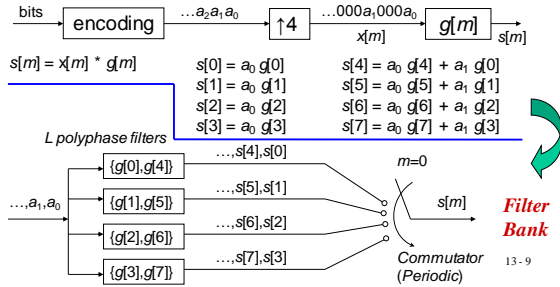 bits
encoding
…a₂a₁a₀
↑4
…000a₁000a₀
x[m]
g[m]
s[m]
s[m] = x[m] * g[m]
s[0] = a₀ g[0]
s[1] = a₀ g[1]
s[2] = a₀ g[2]
s[3] = a₀ g[3]
s[4] = a₀ g[4] + a₁ g[0]
s[5] = a₀ g[5] + a₁ g[1]
s[6] = a₀ g[6] + a₁ g[2]
s[7] = a₀ g[7] + a₁ g[3]
L polyphase filters
…,a₁,a₀
{g[0],g[4]}
…,s[4],s[0]
{g[1],g[5]}
…,s[5],s[1]
{g[2],g[6]}
…,s[6],s[2]
{g[3],g[7]}
…,s[7],s[3]
m=0
s[m]
Commutator
(Periodic)
Filter
Bank
13 - 9